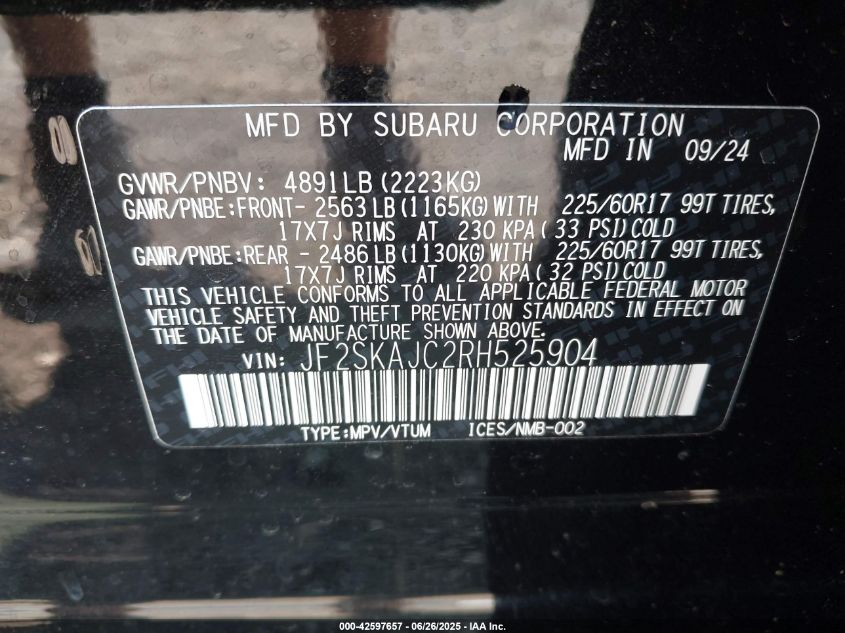 MFD BY SUBARU CORPORATION
MFD IN 09/24
GVWR/PNBV: 4891LB (2223KG)
GAWR/PNBE:FRONT- 2563 LB (1165KG) WITH 225/60R17 99T TIRES,
17X7J RIMS AT 230 KPA (33 PSI) COLD
GAWR/PNBE:REAR - 2486 LB (1130KG) WITH 225/60R17 99T TIRES,
17X7J RIMS AT 220 KPA (32 PSI) COLD
THIS VEHICLE CONFORMS TO ALL APPLICABLE FEDERAL MOTOR
VEHICLE SAFETY AND THEFT PREVENTION STANDARDS IN EFFECT ON
THE DATE OF MANUFACTURE SHOWN ABOVE.
VIN: JF2SKAJC2RH525904
TYPE:MPV/VTUM ICES/NMB-002
000-42597657 - 06/26/2025 - IAA Inc.